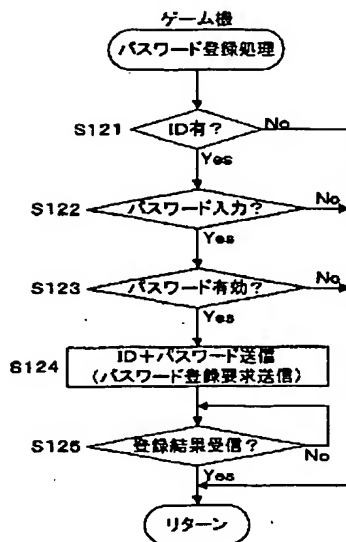 ゲーム機
パスワード登録処理
S121
ID有?
No
Yes
S122
パスワード入力?
No
Yes
S123
パスワード有効?
No
Yes
S124
ID+パスワード送信
(パスワード登録要求送信)
S125
登録結果受信?
No
Yes
リターン